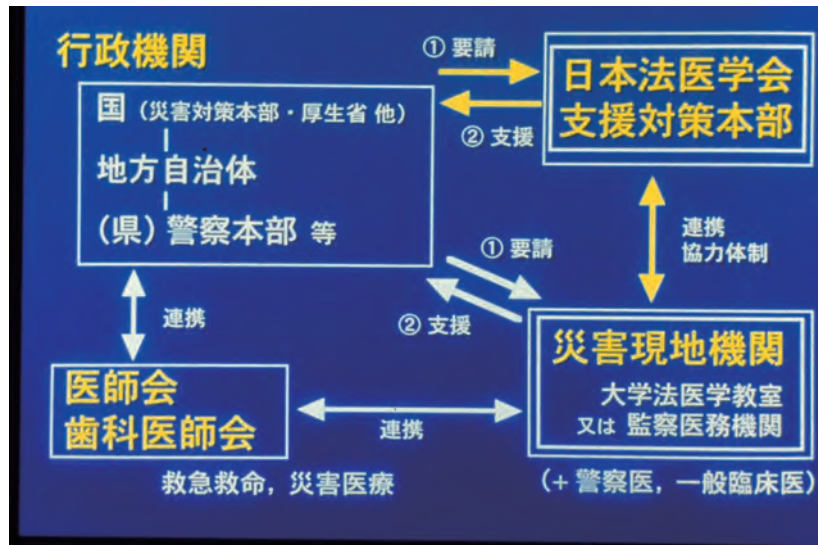 行政機関
国（災害対策本部・厚生省 他）
地方自治体
（県）警察本部 等
① 要請
② 支援
日本法医学会
支援対策本部
① 要請
② 支援
連携
協力体制
連携
医師会
歯科医師会
救急救命，災害医療
連携
災害現地機関
大学法医学教室
又は 監察医務機関
（+ 警察医，一般臨床医）